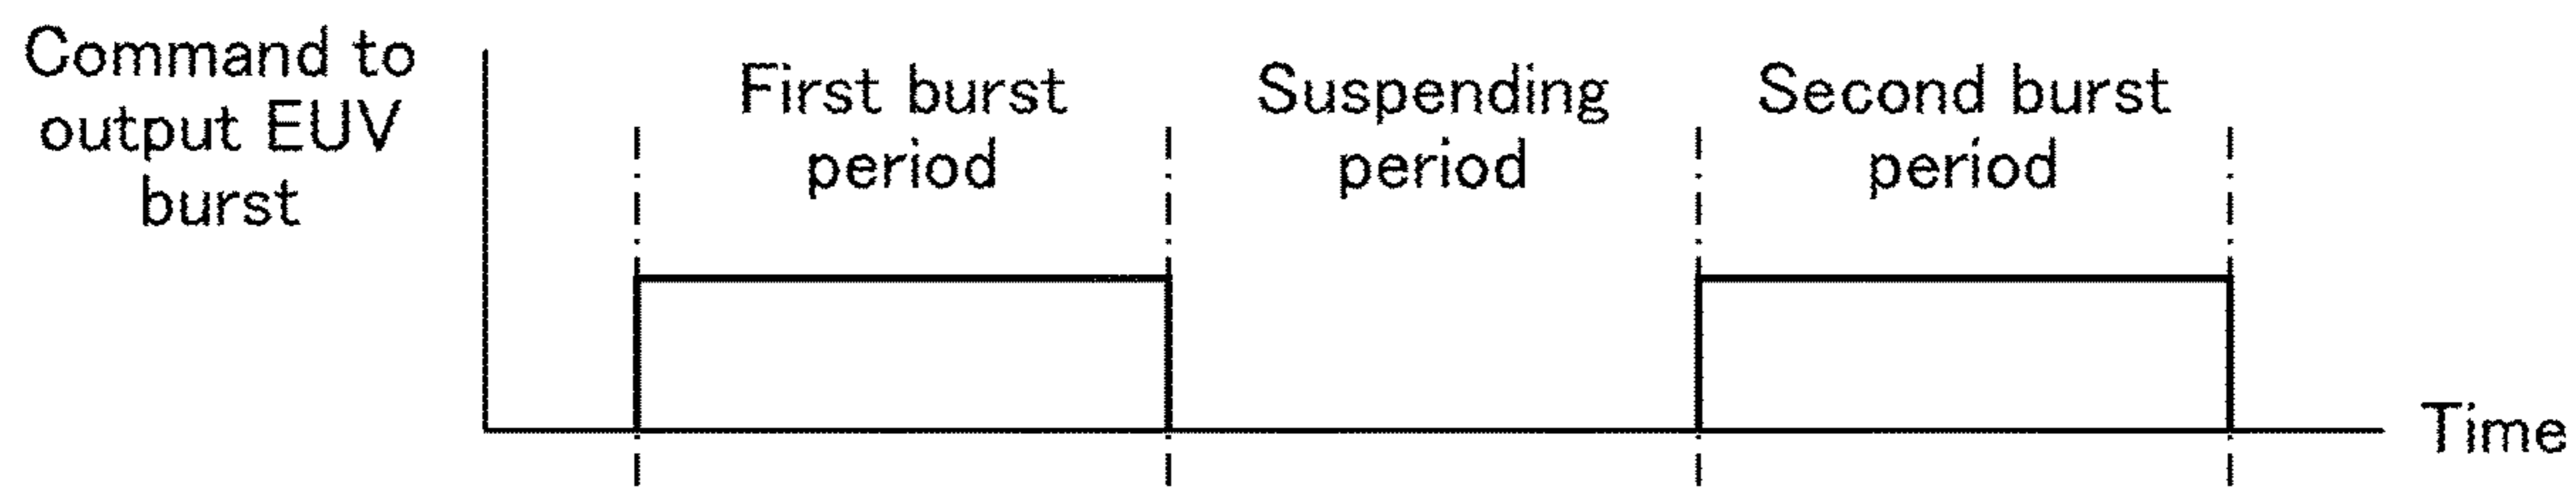 Command to
output EUV
burst
First burst
period
Suspending
period
Second burst
period
Time